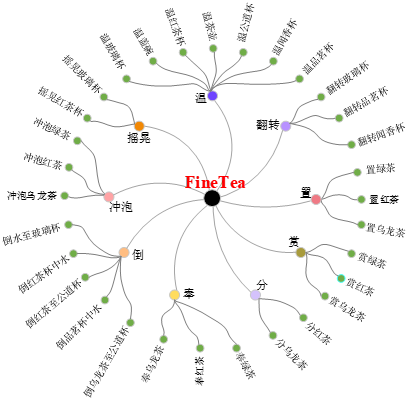 FineTea
温
温玻璃杯
温盖碗
温红茶杯
温茶壶
温公道杯
温闻香杯
温品茗杯
翻转
翻转玻璃杯
翻转品茗杯
翻转闻香杯
置
置绿茶
置红茶
置乌龙茶
赏
赏绿茶
赏红茶
赏乌龙茶
分
分红茶
分乌龙茶
奉
奉绿茶
奉红茶
奉乌龙茶
倒
倒水至玻璃杯
倒红茶杯中水
倒红茶至公道杯
倒品茗杯中水
倒乌龙茶至公道杯
冲泡
冲泡绿茶
冲泡红茶
冲泡乌龙茶
摇晃
摇晃玻璃杯
摇晃红茶杯